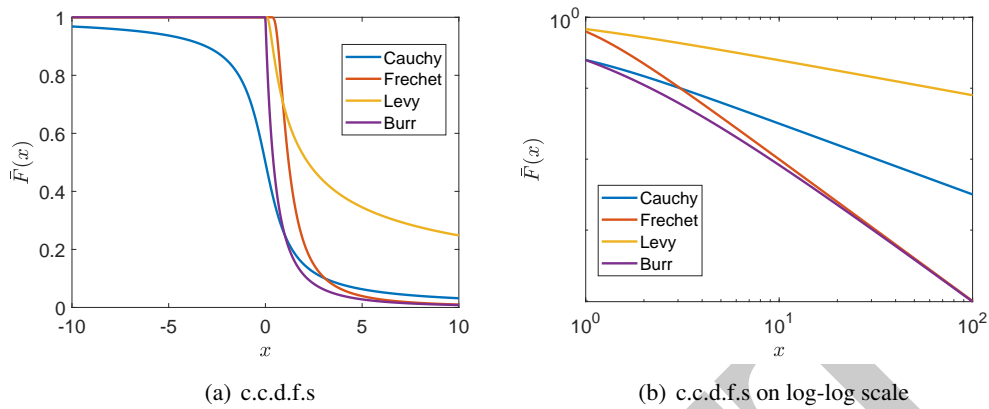 1
0.8
0.6
0.4
0.2
0
F̄(x)
-10 -5 0 5 10
x
Cauchy
Frechet
Levy
Burr
(a) c.c.d.f.s
10^0
F̄(x)
Cauchy
Frechet
Levy
Burr
10^0 10^1 10^2
x
(b) c.c.d.f.s on log-log scale